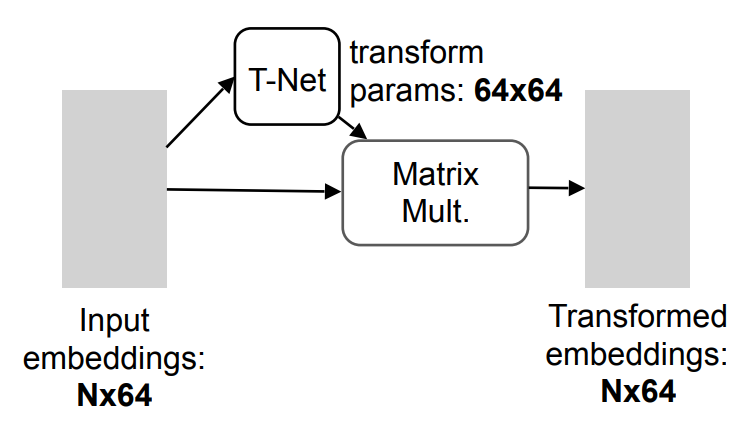 T-Net
transform
params: 64x64
Matrix
Mult.
Input
embeddings:
Nx64
Transformed
embeddings:
Nx64